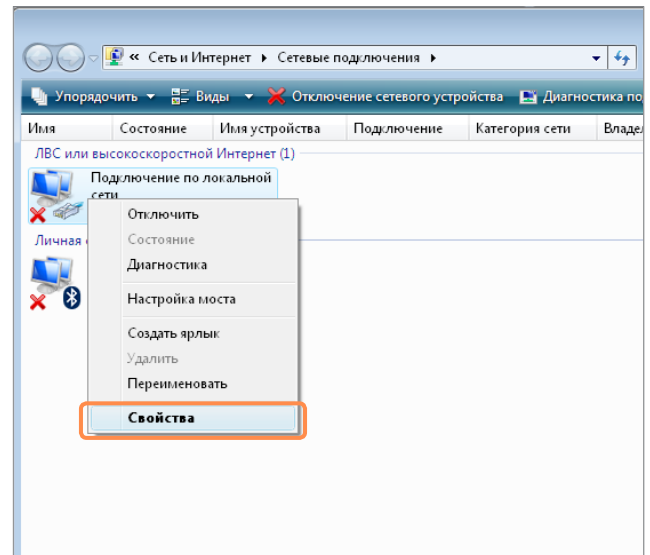 « Сеть и Интернет ▸ Сетевые подключения ▸
Упорядочить Виды Отключение сетевого устройства Диагностика по
Имя Состояние Имя устройства Подключение Категория сети Владел
ЛВС или высокоскоростной Интернет (1)
Подключение по локальной
сети
Личная
Отключить
Состояние
Диагностика
Настройка моста
Создать ярлык
Удалить
Переименовать
Свойства